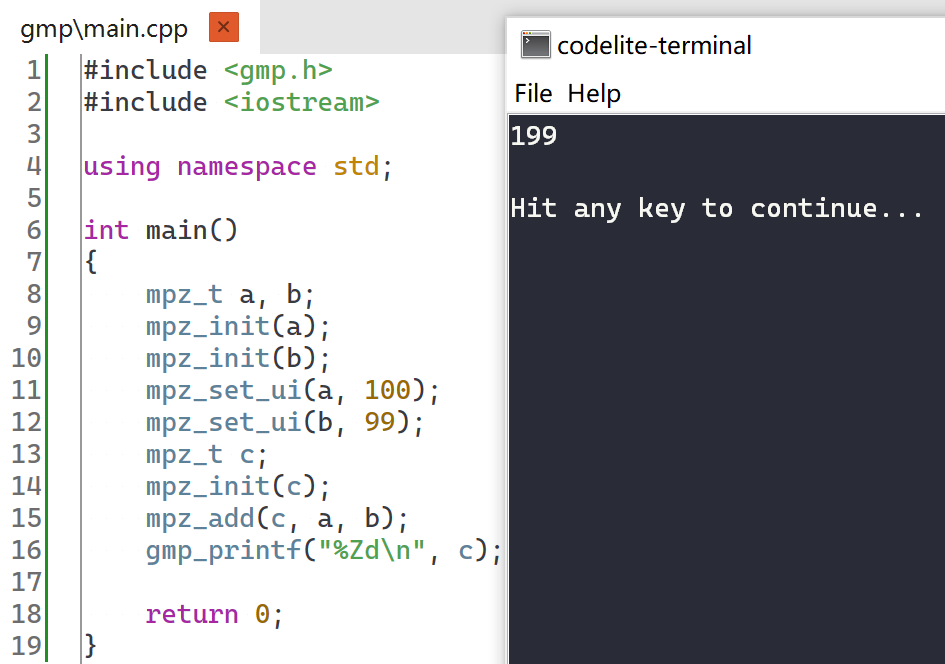 gmp\main.cpp
1 #include <gmp.h>
2 #include <iostream>
3
4 using namespace std;
5
6 int main()
7 {
8     mpz_t a, b;
9     mpz_init(a);
10     mpz_init(b);
11     mpz_set_ui(a, 100);
12     mpz_set_ui(b, 99);
13     mpz_t c;
14     mpz_init(c);
15     mpz_add(c, a, b);
16     gmp_printf("%Zd\n", c);
17
18     return 0;
19 }
codelite-terminal
File Help
199
Hit any key to continue...